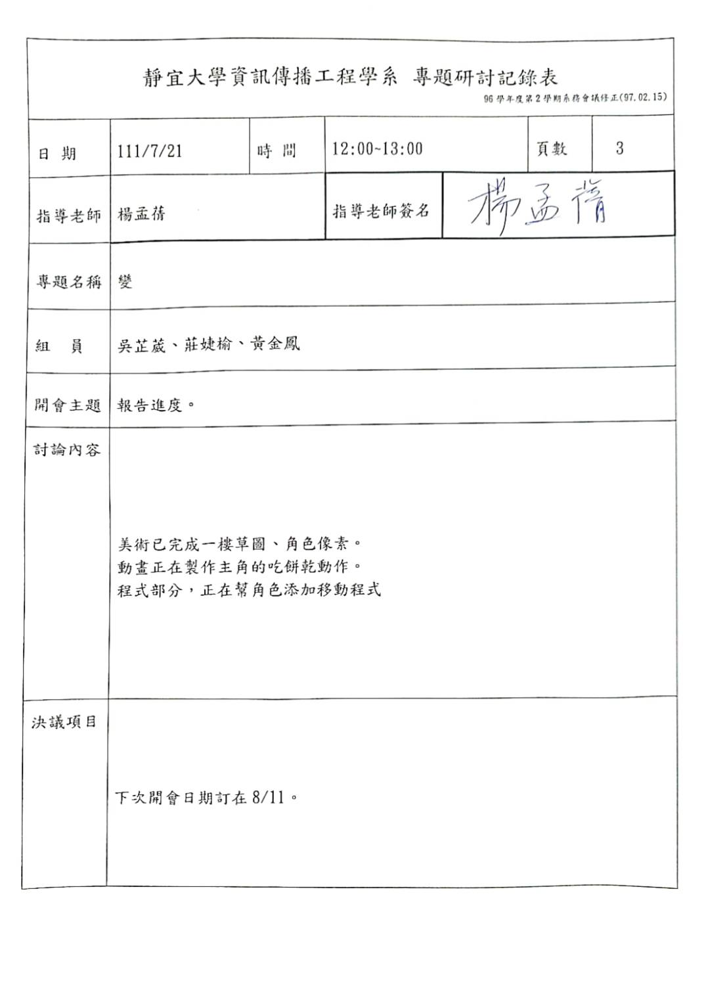 靜宜大學資訊傳播工程學系 專題研討記錄表
96 學年度第 2 學期系務會議修正(97.02.15)
日 期 111/7/21 時 間 12:00~13:00 頁數 3
指導老師 楊孟蒨 指導老師簽名 楊孟蒨
專題名稱 變
組 員 吳芷葳、莊婕榆、黃金鳳
開會主題 報告進度。
討論內容
美術已完成一樓草圖、角色像素。
動畫正在製作主角的吃餅乾動作。
程式部分，正在幫角色添加移動程式
決議項目
下次開會日期訂在 8/11。